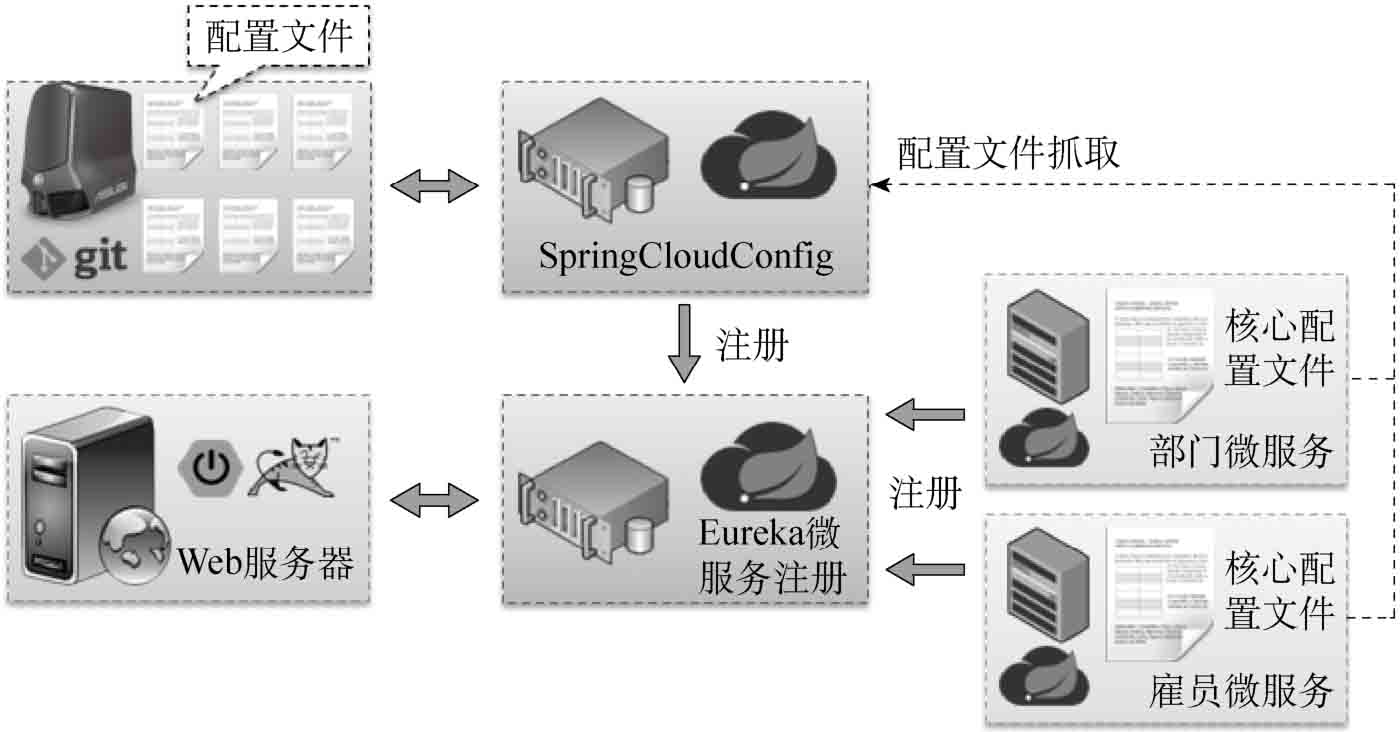 配置文件
git
SpringCloudConfig
配置文件抓取
注册
核心配
置文件
部门微服务
Web服务器
Eureka微
服务注册
注册
核心配
置文件
雇员微服务